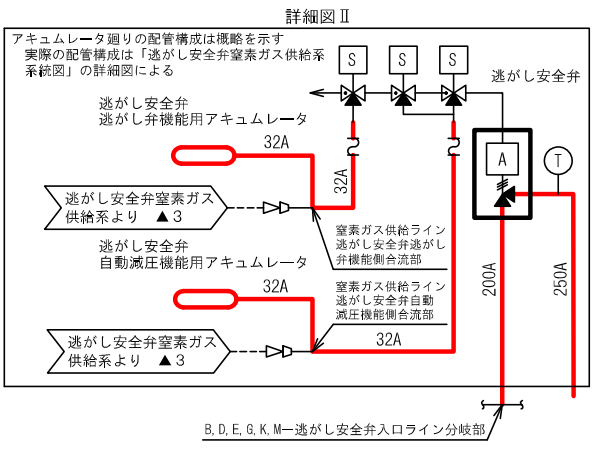 詳細図Ⅱ
アキュムレータ廻りの配管構成は概略を示す
実際の配管構成は「逃がし安全弁窒素ガス供給系
系統図」の詳細図による
S
S
S
逃がし安全弁
逃がし安全弁
逃がし弁機能用アキュムレータ
32A
A
T
32A
逃がし安全弁窒素ガス
供給系より ▲3
窒素ガス供給ライン
逃がし安全弁逃がし
弁機能側合流部
逃がし安全弁
自動減圧機能用アキュムレータ
32A
200A
250A
窒素ガス供給ライン
逃がし安全弁自動
減圧機能側合流部
逃がし安全弁窒素ガス
供給系より ▲3
32A
B, D, E, G, K, M−逃がし安全弁入口ライン分岐部